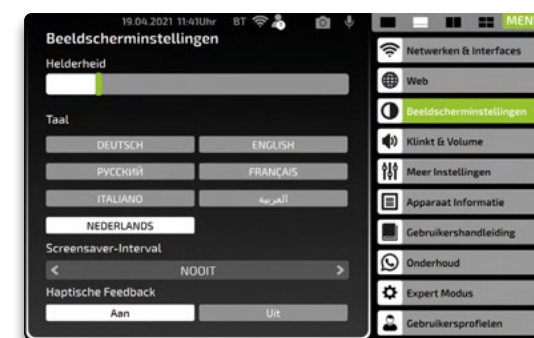 19.04.2021 11:41Uhr BT
MENU
Beeldscherminstellingen
Helderheid
Taal
DEUTSCH ENGLISH
РУССКИЙ FRANÇAIS
ITALIANO العربية
NEDERLANDS
Screensaver-Interval
< NOOIT >
Haptische Feedback
Aan Uit
Netwerken & Interfaces
Web
Beeldscherminstellingen
Klinkt & Volume
Meer Instellingen
Apparaat Informatie
Gebruikershandleiding
Onderhoud
Expert Modus
Gebruikersprofielen